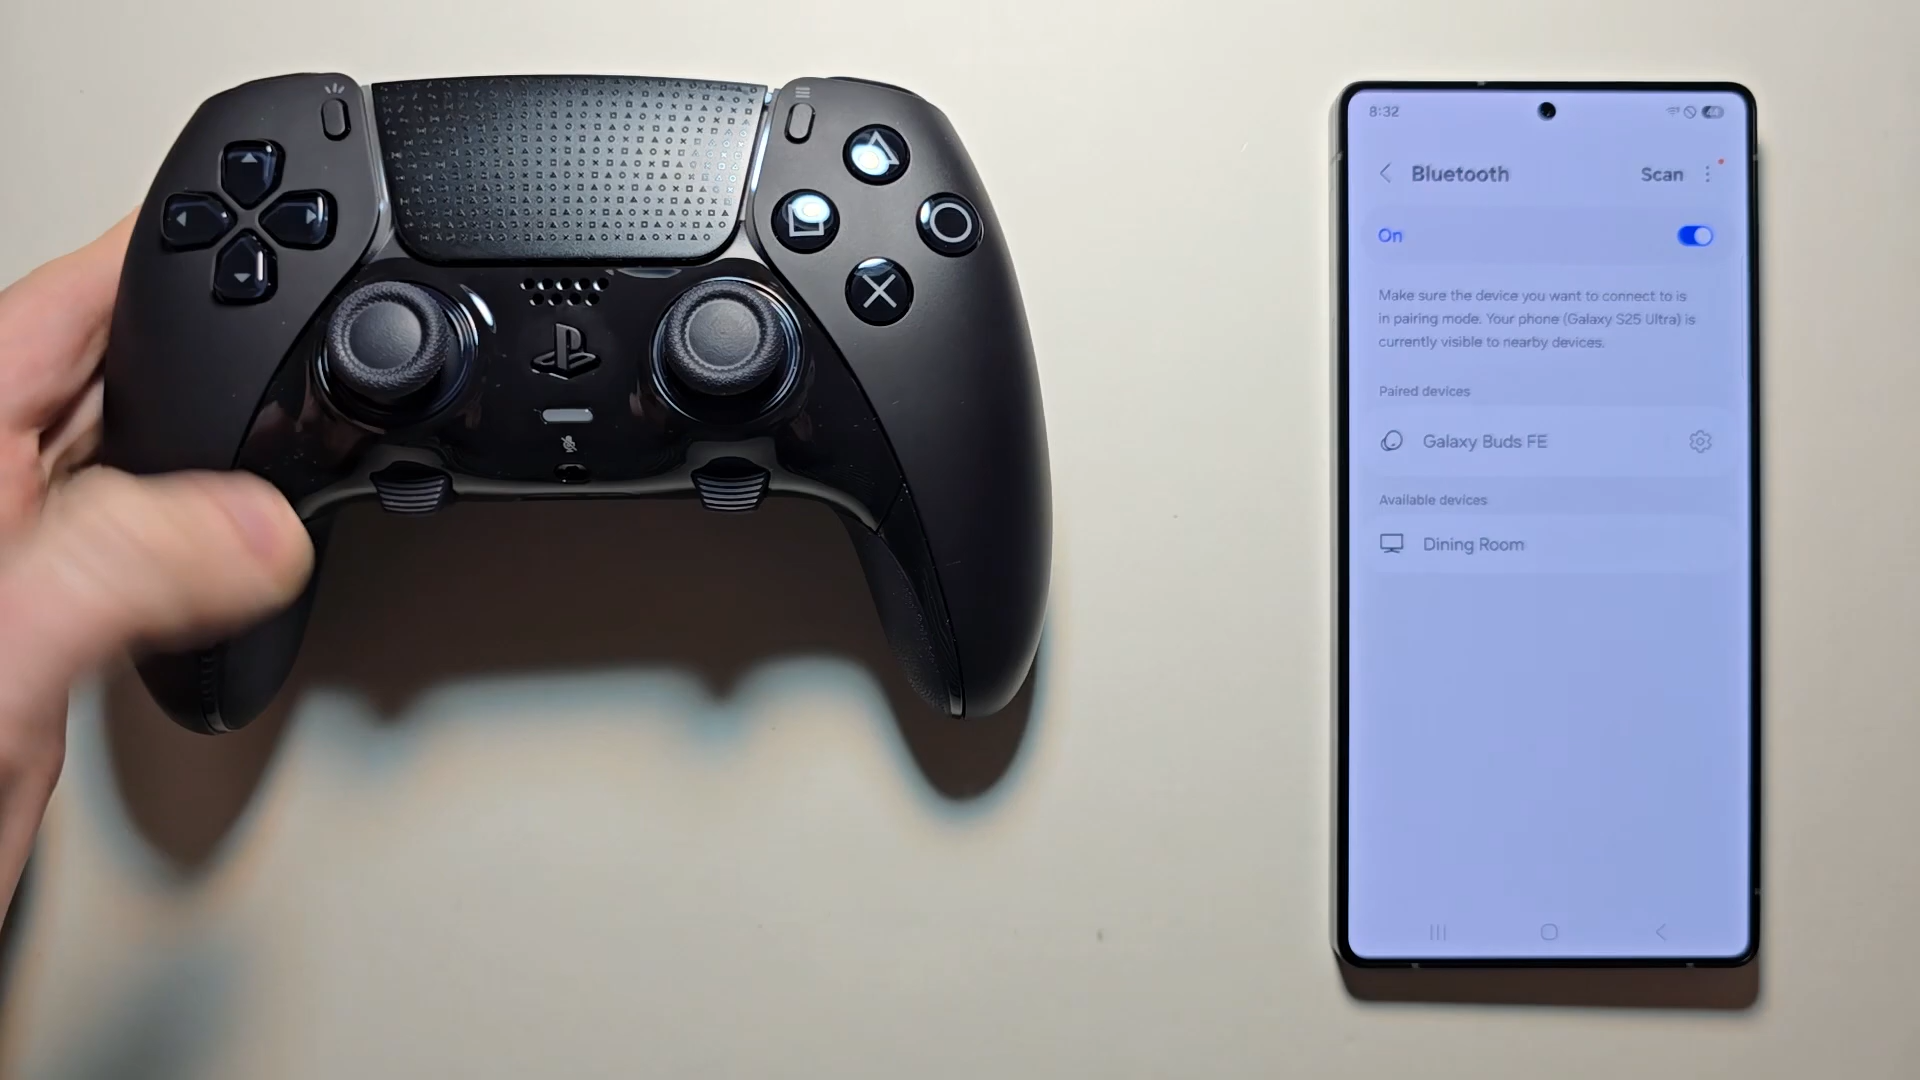 8:32
Bluetooth
Scan
On
Make sure the device you want to connect to is
in pairing mode. Your phone (Galaxy S25 Ultra) is
currently visible to nearby devices.
Paired devices
Galaxy Buds FE
Available devices
Dining Room